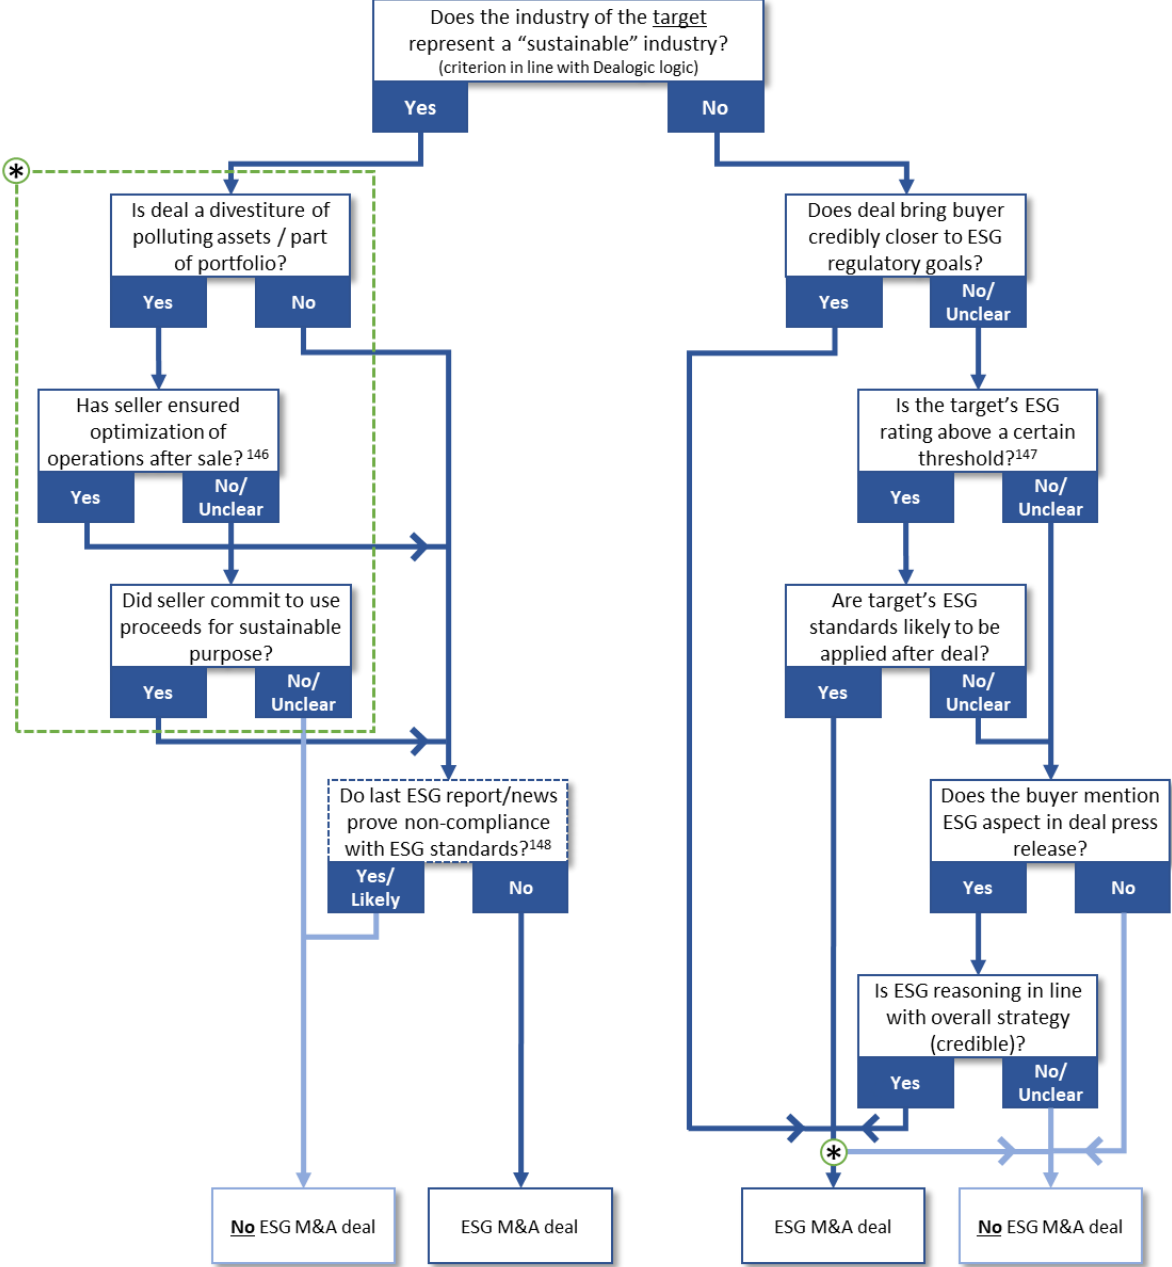 Does the industry of the target
represent a “sustainable” industry?
(criterion in line with Dealogic logic)
Yes
No
*
Is deal a divestiture of
polluting assets / part
of portfolio?
Yes
No
Does deal bring buyer
credibly closer to ESG
regulatory goals?
Yes
No/
Unclear
Has seller ensured
optimization of
operations after sale? 146
Yes
No/
Unclear
Is the target’s ESG
rating above a certain
threshold?147
Yes
No/
Unclear
Did seller commit to use
proceeds for sustainable
purpose?
Yes
No/
Unclear
Are target’s ESG
standards likely to be
applied after deal?
Yes
No/
Unclear
Do last ESG report/news
prove non-compliance
with ESG standards?148
Yes/
Likely
No
Does the buyer mention
ESG aspect in deal press
release?
Yes
No
Is ESG reasoning in line
with overall strategy
(credible)?
Yes
No/
Unclear
*
No ESG M&A deal
ESG M&A deal
ESG M&A deal
No ESG M&A deal